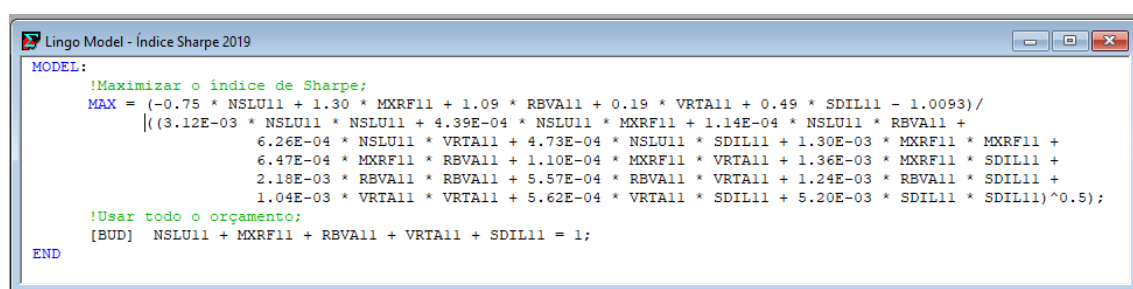 Lingo Model - Índice Sharpe 2019
MODEL:
!Maximizar o índice de Sharpe;
MAX = (-0.75 * NSLU11 + 1.30 * MXRF11 + 1.09 * RBVA11 + 0.19 * VRTA11 + 0.49 * SDIL11 - 1.0093)/
((3.12E-03 * NSLU11 * NSLU11 + 4.39E-04 * NSLU11 * MXRF11 + 1.14E-04 * NSLU11 * RBVA11 +
6.26E-04 * NSLU11 * VRTA11 + 4.73E-04 * NSLU11 * SDIL11 + 1.30E-03 * MXRF11 * MXRF11 +
6.47E-04 * MXRF11 * RBVA11 + 1.10E-04 * MXRF11 * VRTA11 + 1.36E-03 * MXRF11 * SDIL11 +
2.18E-03 * RBVA11 * RBVA11 + 5.57E-04 * RBVA11 * VRTA11 + 1.24E-03 * RBVA11 * SDIL11 +
1.04E-03 * VRTA11 * VRTA11 + 5.62E-04 * VRTA11 * SDIL11 + 5.20E-03 * SDIL11 * SDIL11)^0.5);
!Usar todo o orçamento;
[BUD] NSLU11 + MXRF11 + RBVA11 + VRTA11 + SDIL11 = 1;
END